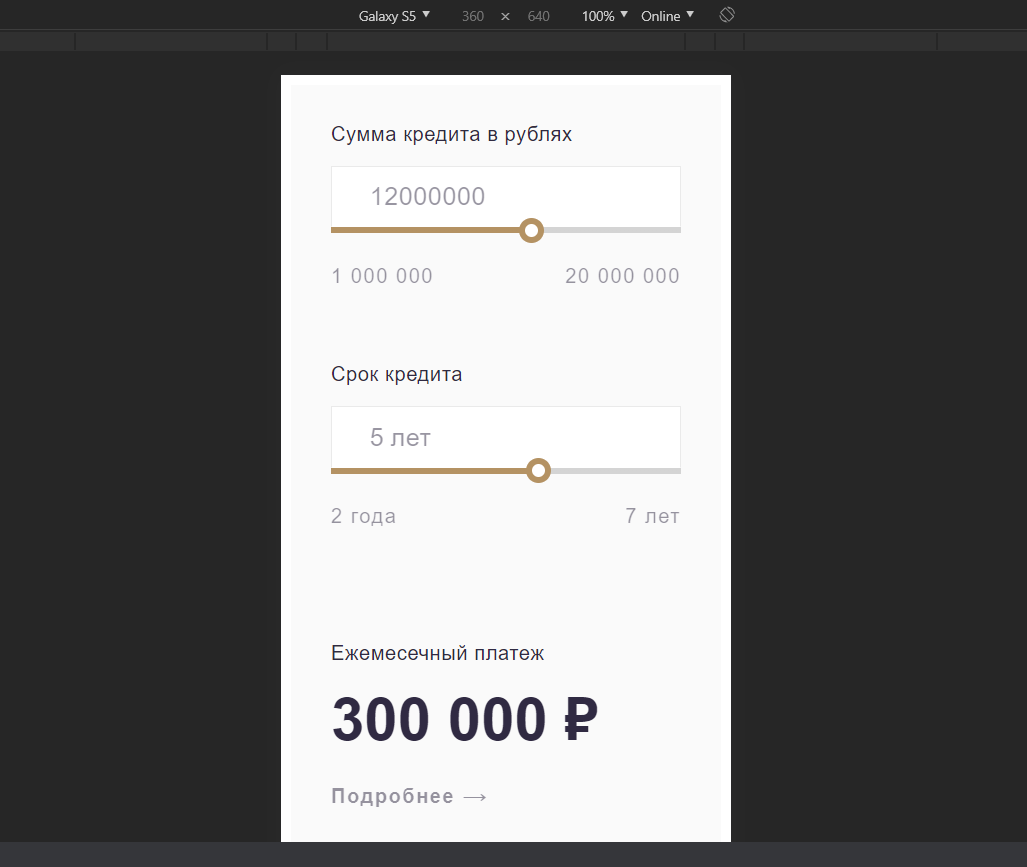 Galaxy S5 ▼ 360 × 640 100% ▼ Online ▼
Сумма кредита в рублях
12000000
1 000 000 20 000 000
Срок кредита
5 лет
2 года 7 лет
Ежемесечный платеж
300 000 ₽
Подробнее →